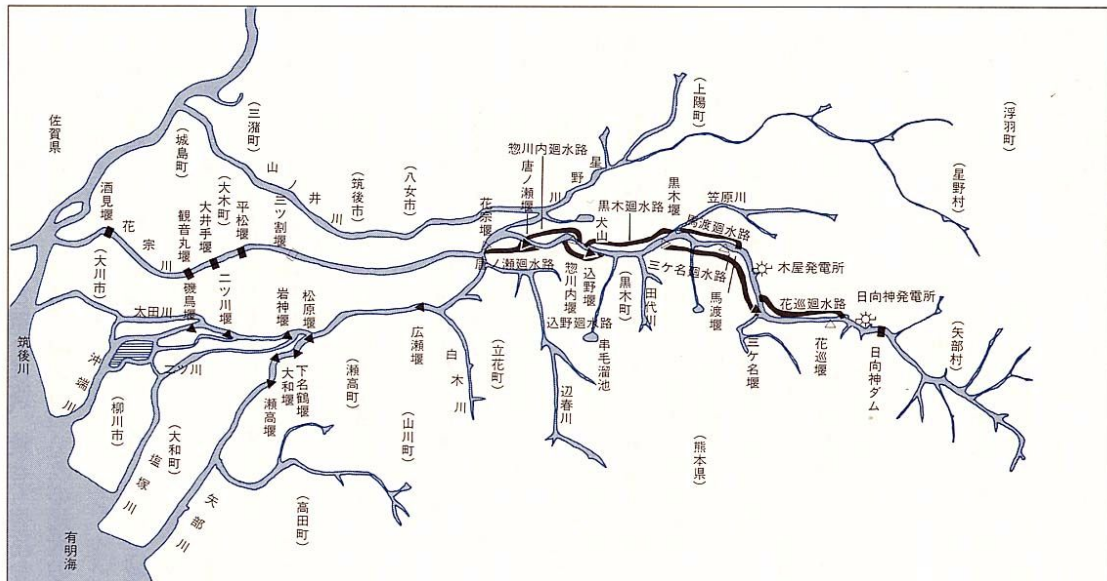 佐賀県
筑後川
有明海
酒見堰
(大川市)
花宗川
(城島町)
観音丸堰
大井手堰
(大木町)
平松堰
(三潴町)
山ノ井川
三ツ割堰
(筑後市)
(八女市)
太田川
磯鳥堰
二ツ川堰
二ツ川
沖端川
(柳川市)
(大和町)
塩塚川
矢部川
岩神堰
松原堰
下名鶴堰
大和堰
瀬高堰
(瀬高町)
(山川町)
(高田町)
広瀬堰
白木川
(立花町)
花宗堰
唐ノ瀬堰
惣川内廻水路
唐ノ瀬廻水路
星野川
(上陽町)
辺春川
惣川内堰
込野堰
犬山
込野廻水路
串毛溜池
(黒木町)
田代川
黒木廻水路
黒木堰
笠原川
馬渡廻水路
三ケ名廻水路
馬渡堰
(熊本県)
木屋発電所
三ケ名堰
花巡廻水路
花巡堰
日向神発電所
日向神ダム
(矢部村)
(星野村)
(浮羽町)